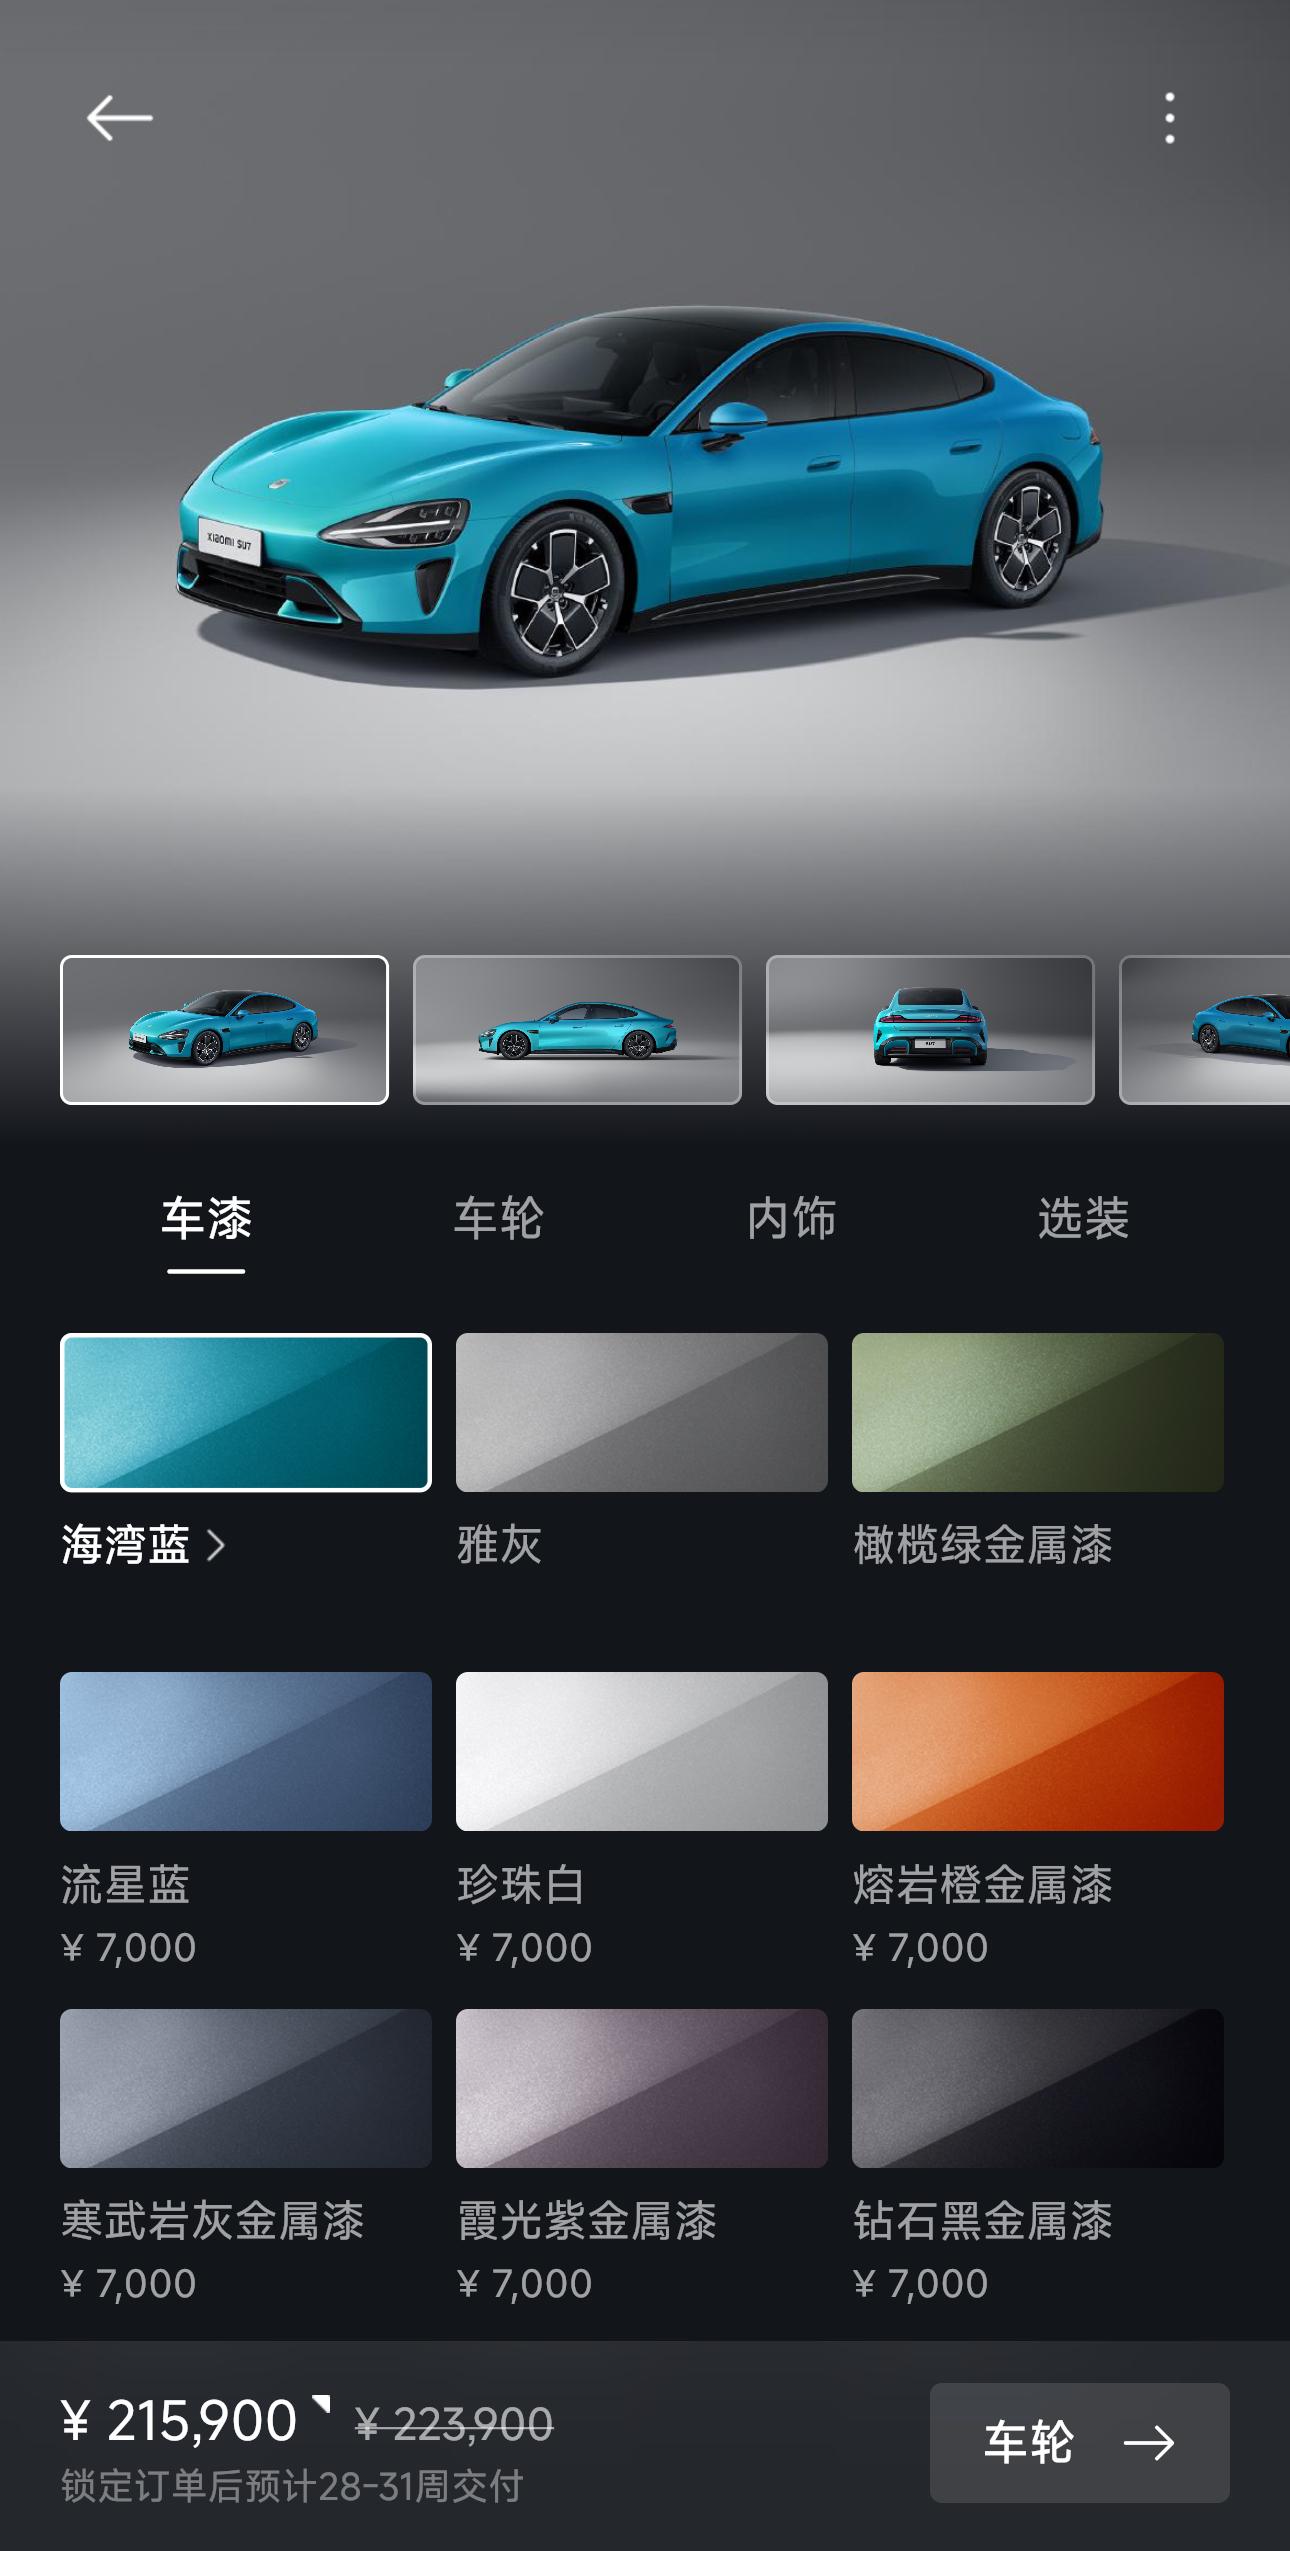 xiaomi SU7
SU7
车漆
车轮
内饰
选装
海湾蓝
雅灰
橄榄绿金属漆
流星蓝
珍珠白
熔岩橙金属漆
¥ 7,000
¥ 7,000
¥ 7,000
寒武岩灰金属漆
霞光紫金属漆
钻石黑金属漆
¥ 7,000
¥ 7,000
¥ 7,000
¥ 215,900
¥ 223,900
锁定订单后预计28-31周交付
车轮